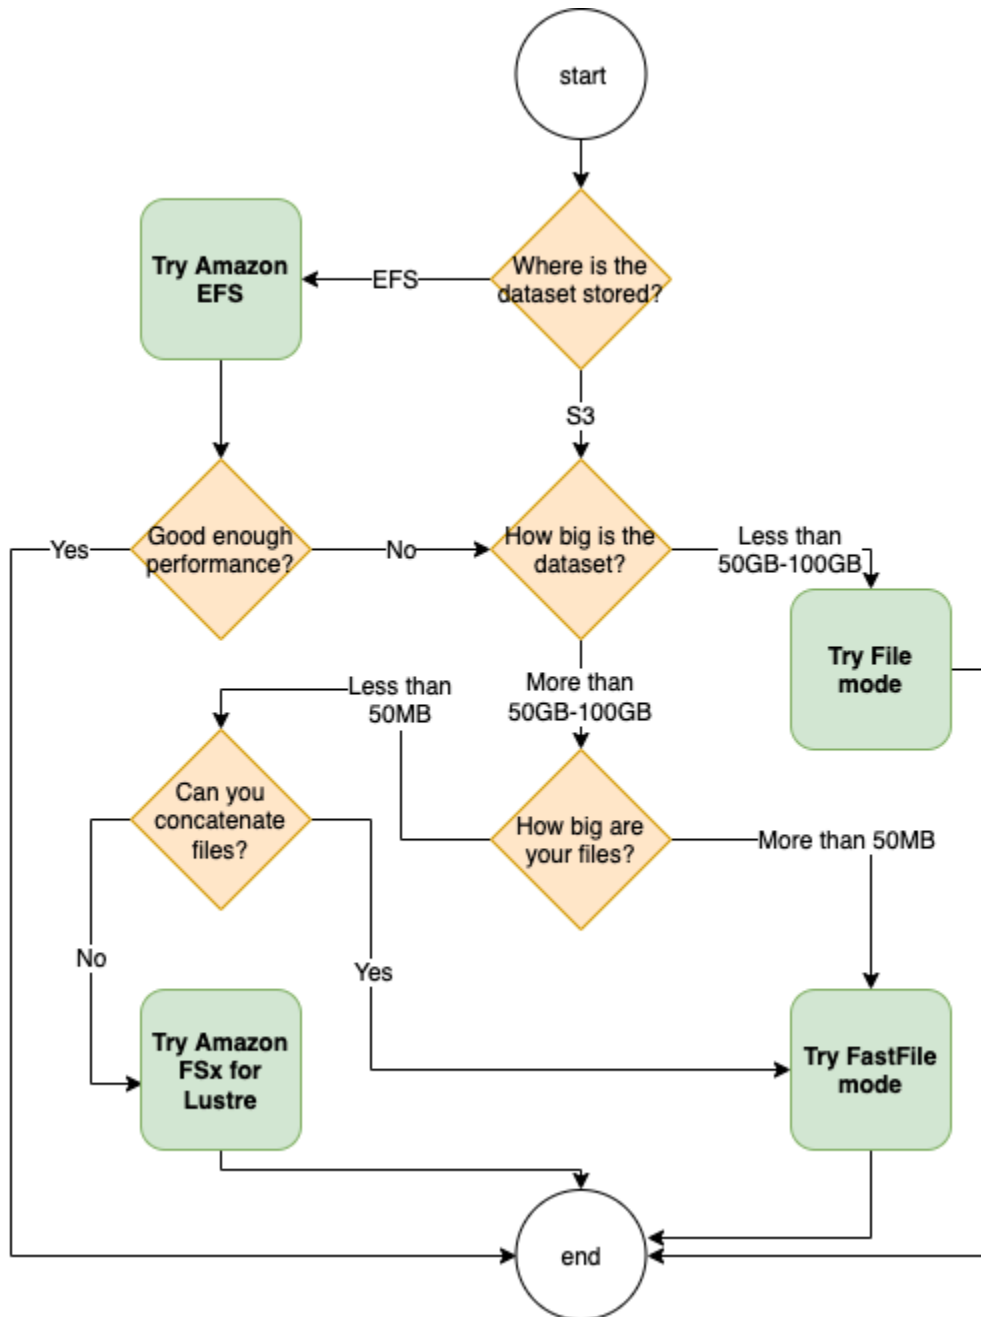 start
Where is the
dataset stored?
EFS
Try Amazon
EFS
S3
Good enough
performance?
Yes
No
How big is the
dataset?
Less than
50GB-100GB
Try File
mode
More than
50GB-100GB
Less than
50MB
Can you
concatenate
files?
How big are
your files?
More than 50MB
No
Yes
Try Amazon
FSx for
Lustre
Try FastFile
mode
end